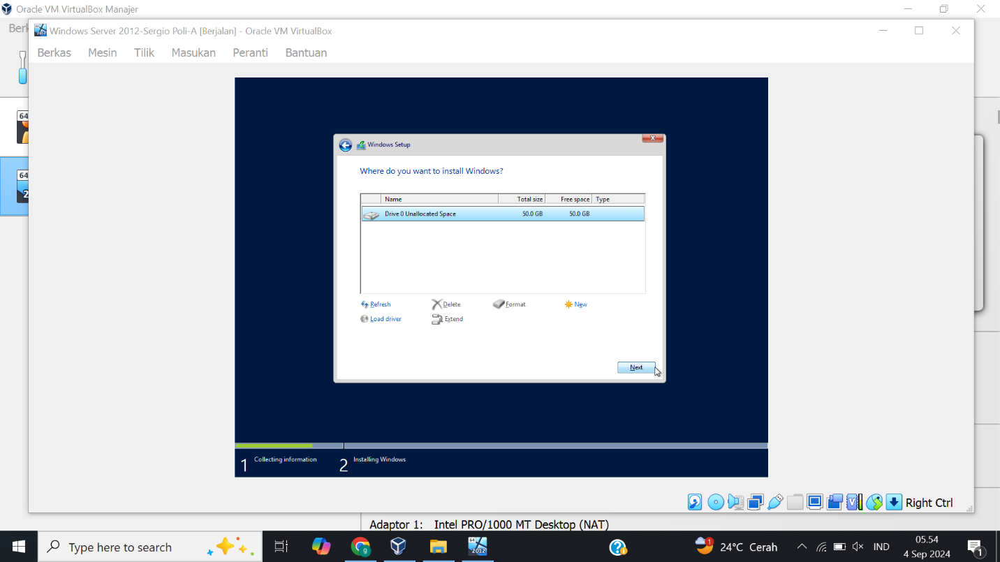 Oracle VM VirtualBox Manajer
Berk
Windows Server 2012-Sergio Poli-A [Berjalan] - Oracle VM VirtualBox
Berkas Mesin Tilik Masukan Peranti Bantuan
64
64
2
Windows Setup
Where do you want to install Windows?
Name Total size Free space Type
Drive 0 Unallocated Space 50.0 GB 50.0 GB
Refresh Delete Format New
Load driver Extend
Next
1 Collecting information 2 Installing Windows
Right Ctrl
Adaptor 1: Intel PRO/1000 MT Desktop (NAT)
Type here to search
64
2012
1
24°C Cerah
IND
05.54
4 Sep 2024
1